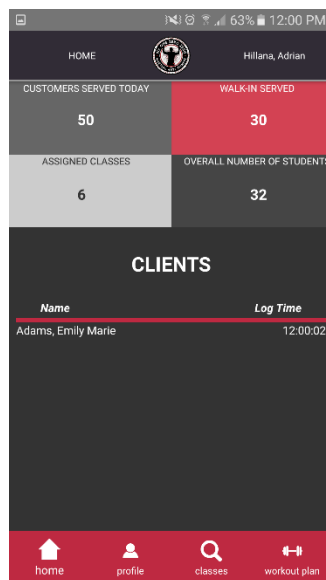 63% 12:00 PM
HOME Hillana, Adrian
CUSTOMERS SERVED TODAY WALK-IN SERVED
50 30
ASSIGNED CLASSES OVERALL NUMBER OF STUDENTS
6 32
CLIENTS
Name Log Time
Adams, Emily Marie 12:00:02
home profile classes workout plan